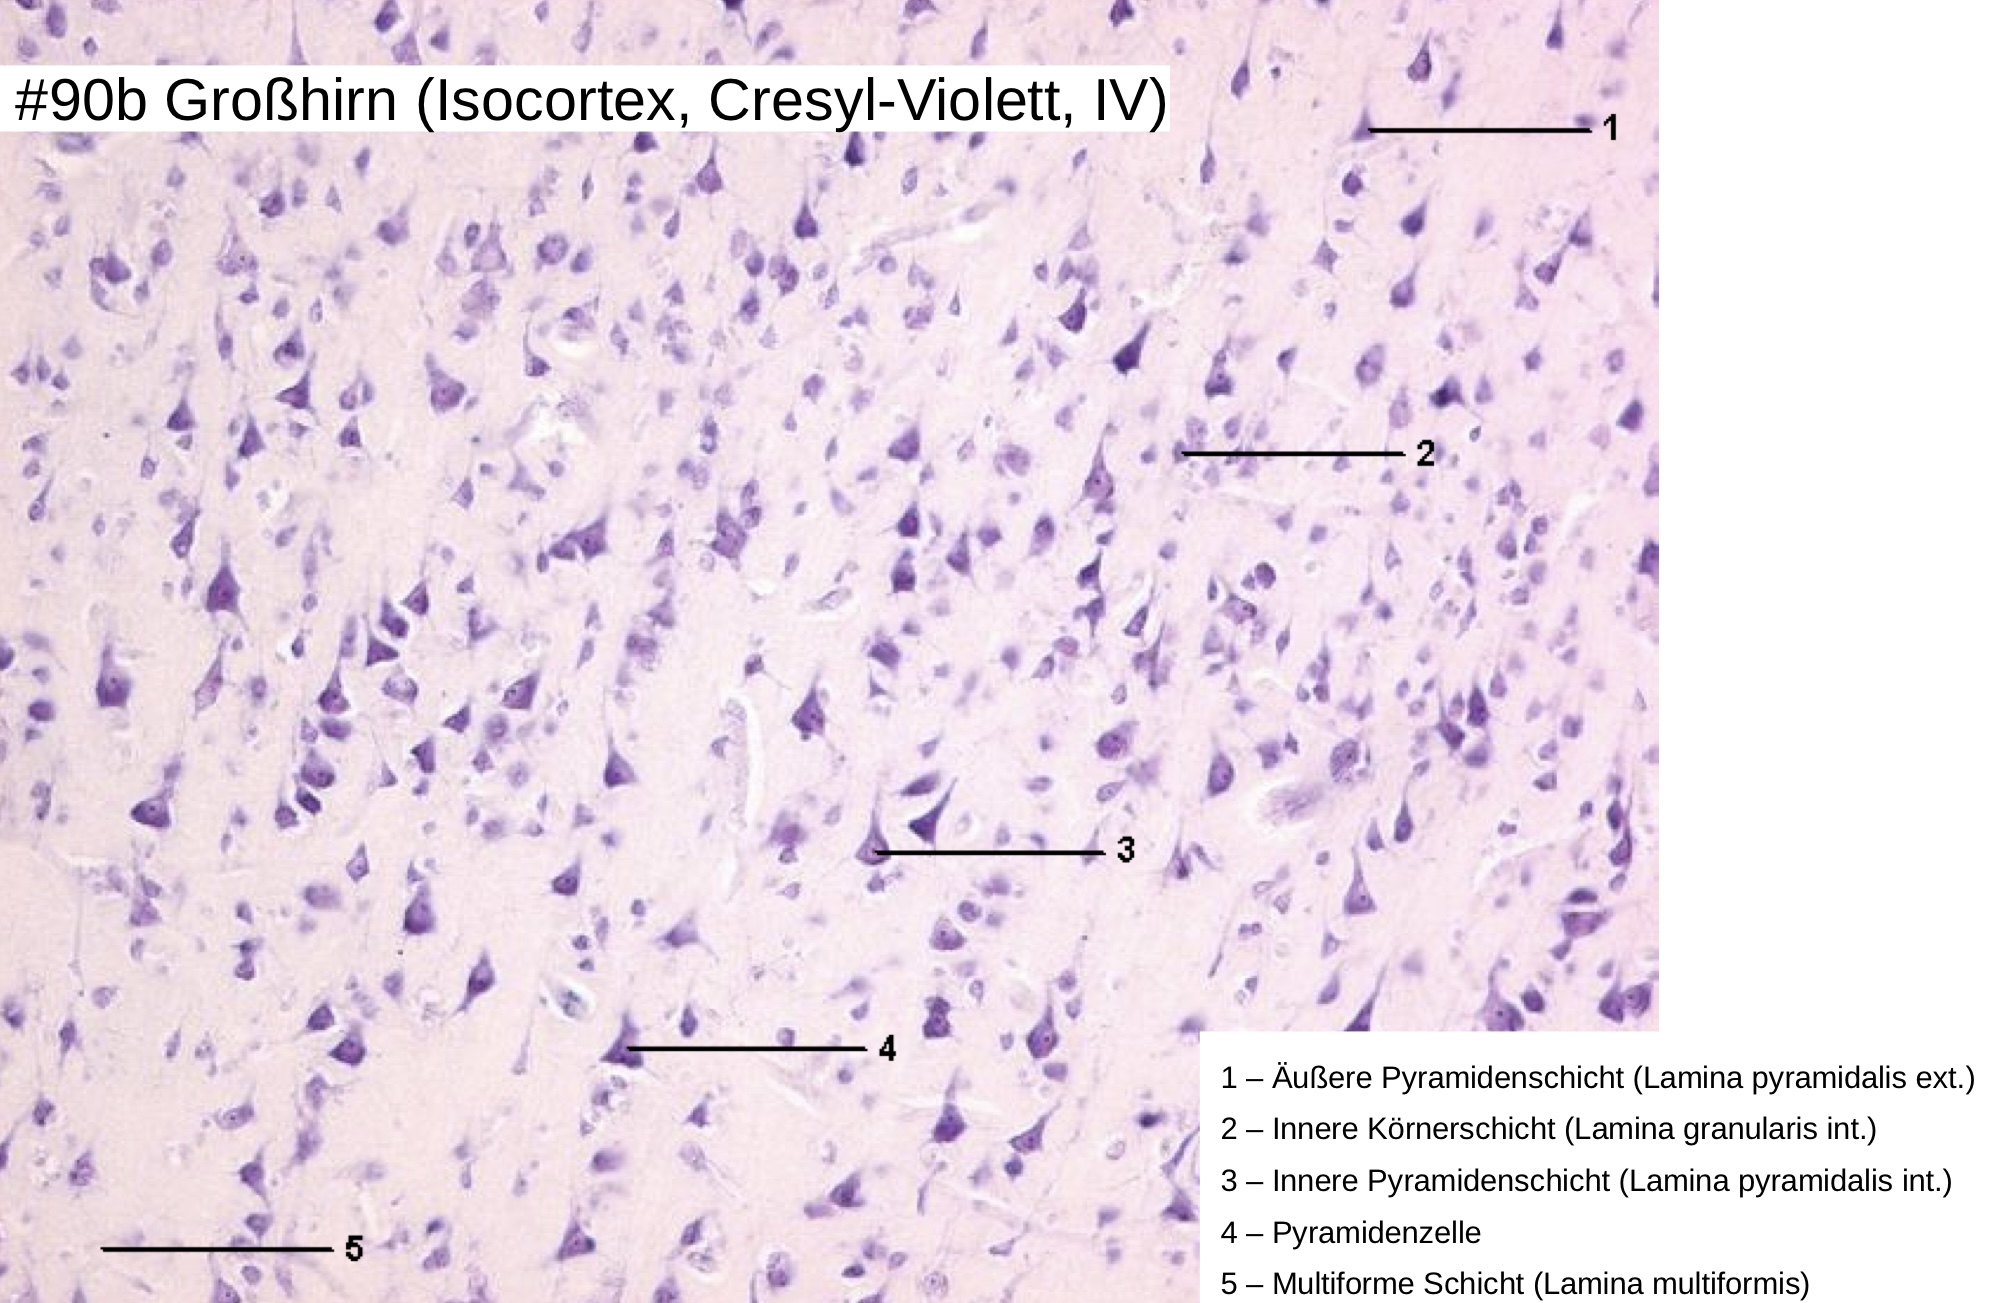 #90b Großhirn (Isocortex, Cresyl-Violett, IV)
1
2
3
4
5
1 – Äußere Pyramidenschicht (Lamina pyramidalis ext.)
2 – Innere Körnerschicht (Lamina granularis int.)
3 – Innere Pyramidenschicht (Lamina pyramidalis int.)
4 – Pyramidenzelle
5 – Multiforme Schicht (Lamina multiformis)